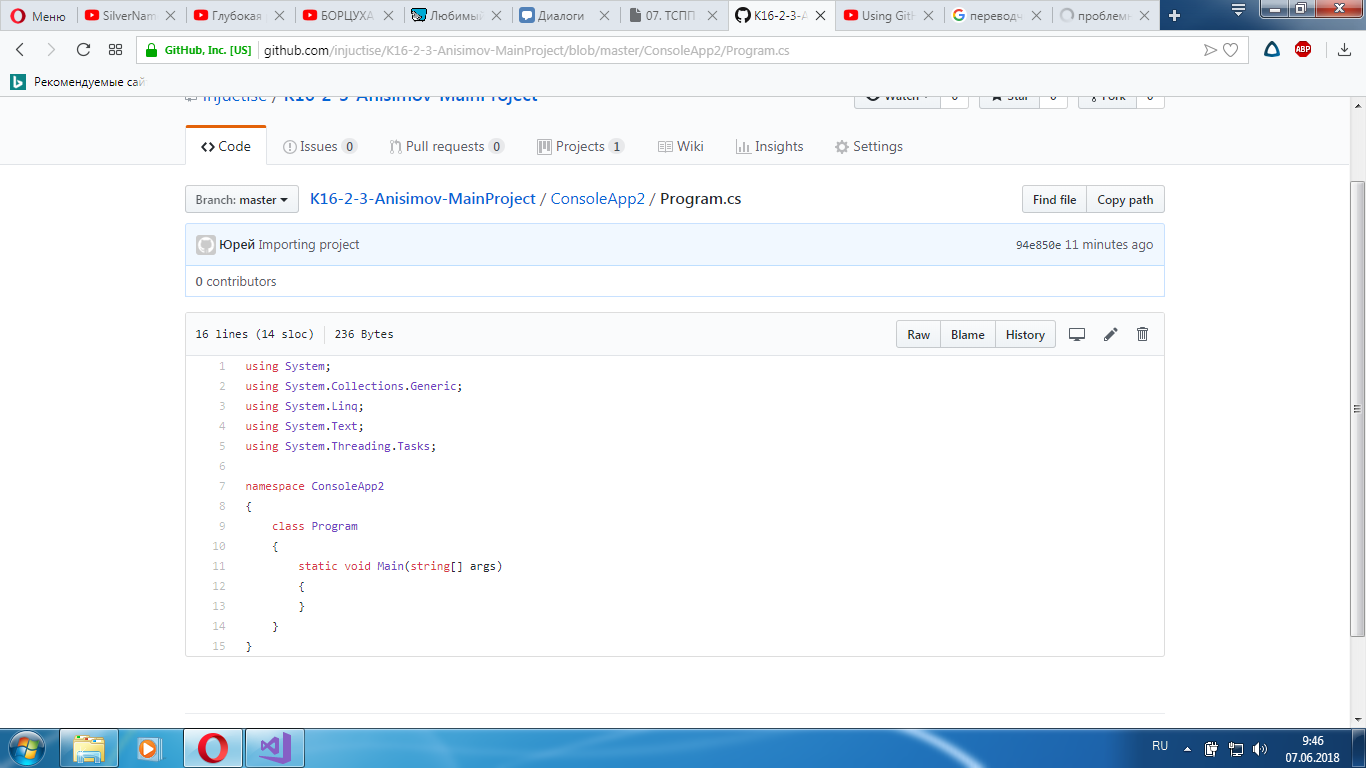 Меню
SilverNam
Глубокая
БОРЦУХА
Любимый
Диалоги
07. ТСПП
K16-2-3-A
Using Gith
переводч
проблемы
GitHub, Inc. [US]
github.com/injuctise/K16-2-3-Anisimov-MainProject/blob/master/ConsoleApp2/Program.cs
ABP
Рекомендуемые сай
injuctise / K16-2-3-Anisimov-MainProject
Watch 0 Star 0 Fork 0
Code
Issues 0
Pull requests 0
Projects 1
Wiki
Insights
Settings
Branch: master
K16-2-3-Anisimov-MainProject / ConsoleApp2 / Program.cs
Find file
Copy path
Юрей Importing project
94e850e 11 minutes ago
0 contributors
16 lines (14 sloc) 236 Bytes
Raw
Blame
History
1 using System;
2 using System.Collections.Generic;
3 using System.Linq;
4 using System.Text;
5 using System.Threading.Tasks;
6
7 namespace ConsoleApp2
8 {
9 class Program
10 {
11 static void Main(string[] args)
12 {
13 }
14 }
15 }
RU
9:46
07.06.2018